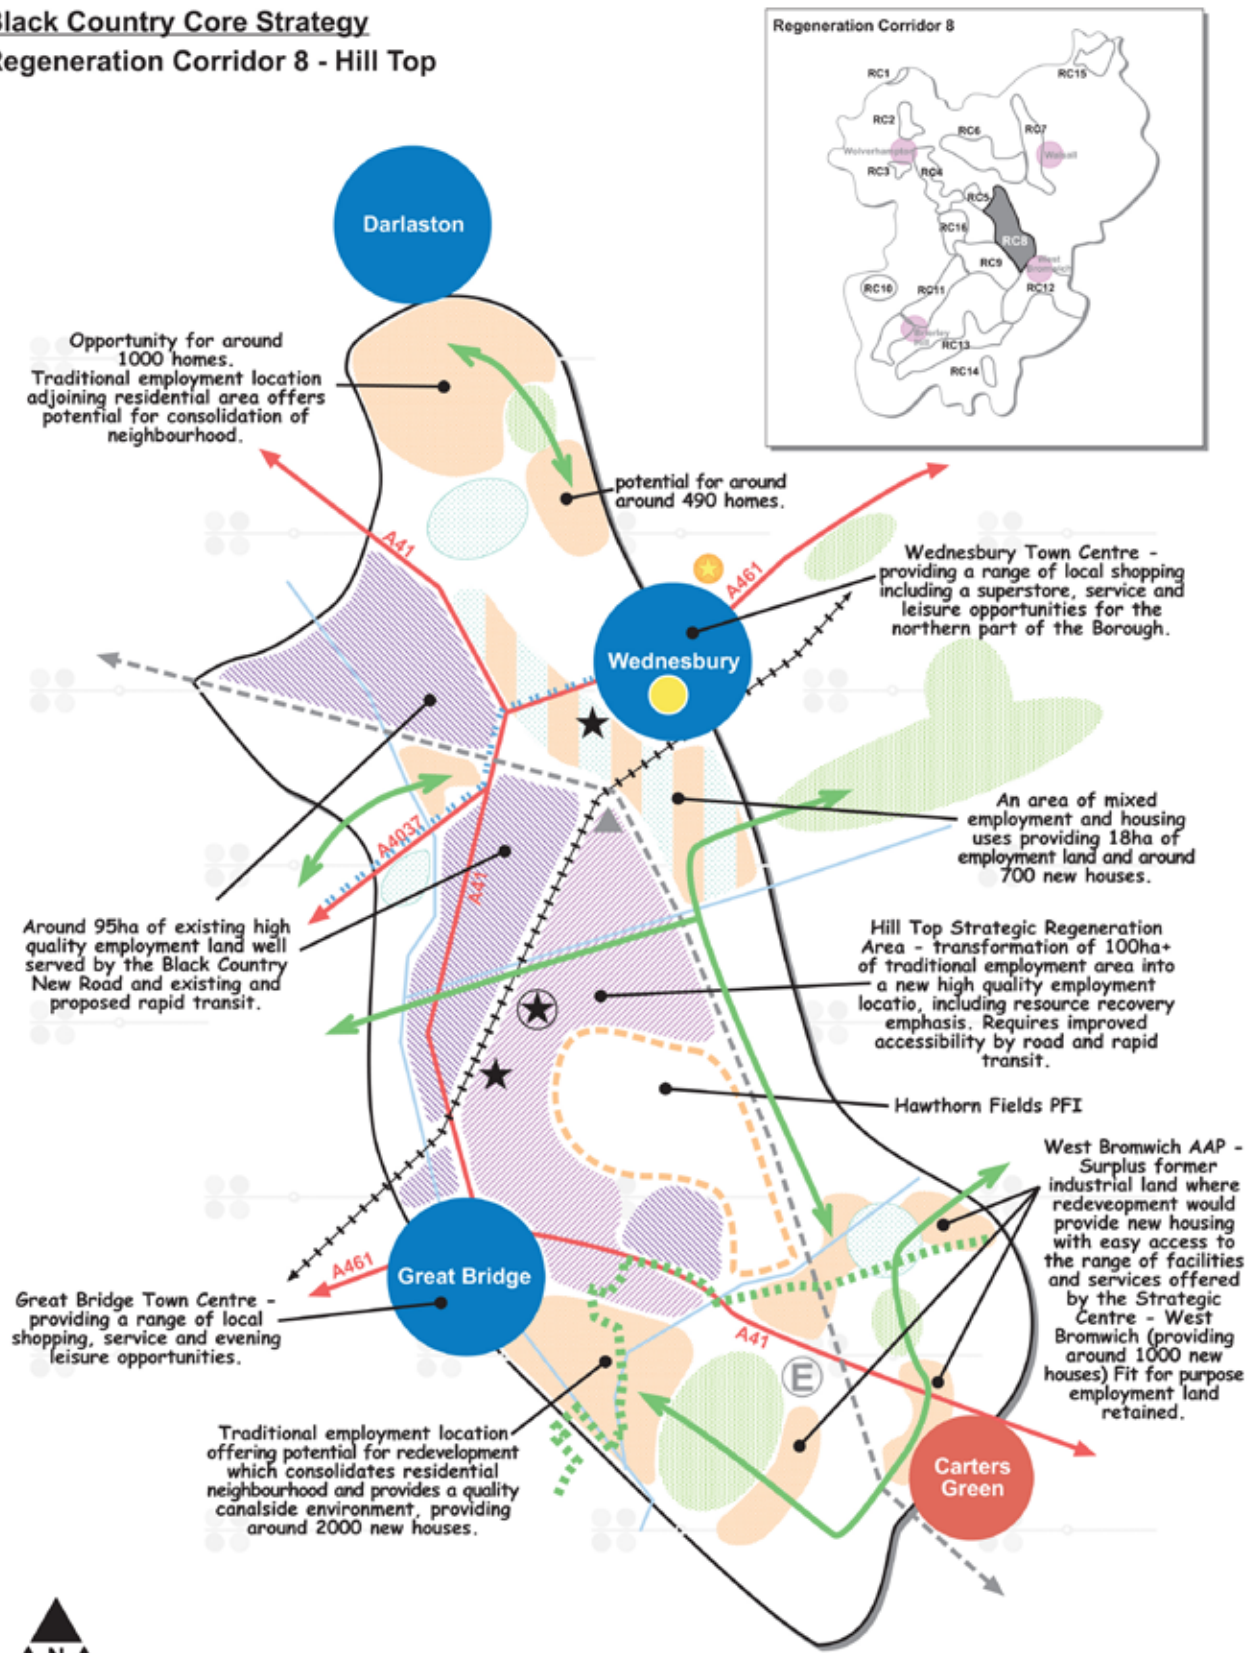 Black Country Core Strategy
Regeneration Corridor 8 - Hill Top
Regeneration Corridor 8
RC1
RC15
RC2
RC6
RC7
Wolverhampton
Walsall
RC3
RC4
RC5
RC16
RC8
RC9
West
Bromwich
RC10
RC11
RC12
Brierley
Hill
RC13
RC14
Darlaston
Opportunity for around
1000 homes.
Traditional employment location
adjoining residential area offers
potential for consolidation of
neighbourhood.
potential for around
around 490 homes.
A41
A461
Wednesbury Town Centre -
providing a range of local shopping
including a superstore, service and
leisure opportunities for the
northern part of the Borough.
Wednesbury
An area of mixed
employment and housing
uses providing 18ha of
employment land and around
700 new houses.
A4037
A41
Around 95ha of existing high
quality employment land well
served by the Black Country
New Road and existing and
proposed rapid transit.
Hill Top Strategic Regeneration
Area - transformation of 100ha+
of traditional employment area into
a new high quality employment
locatio, including resource recovery
emphasis. Requires improved
accessibility by road and rapid
transit.
Hawthorn Fields PFI
West Bromwich AAP -
Surplus former
industrial land where
redeveopment would
provide new housing
with easy access to
the range of facilities
and services offered
by the Strategic
Centre - West
Bromwich (providing
around 1000 new
houses) Fit for purpose
employment land
retained.
A461
Great Bridge
Great Bridge Town Centre -
providing a range of local
shopping, service and evening
leisure opportunities.
A41
E
Traditional employment location
offering potential for redevelopment
which consolidates residential
neighbourhood and provides a quality
canalside environment, providing
around 2000 new houses.
Carters
Green
N